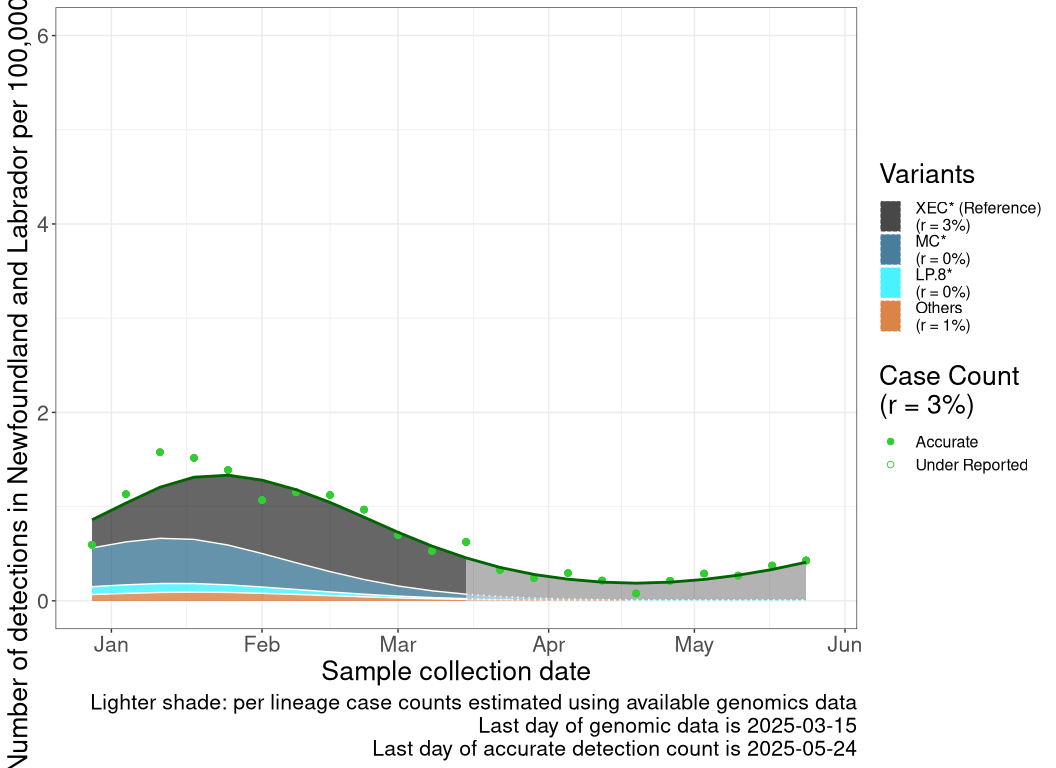 Number of detections in Newfoundland and Labrador per 100,000
6
4
2
0
Jan Feb Mar Apr May Jun
Sample collection date
Lighter shade: per lineage case counts estimated using available genomics data
Last day of genomic data is 2025-03-15
Last day of accurate detection count is 2025-05-24
Variants
XEC* (Reference)
(r = 3%)
MC*
(r = 0%)
LP.8*
(r = 0%)
Others
(r = 1%)
Case Count
(r = 3%)
Accurate
Under Reported